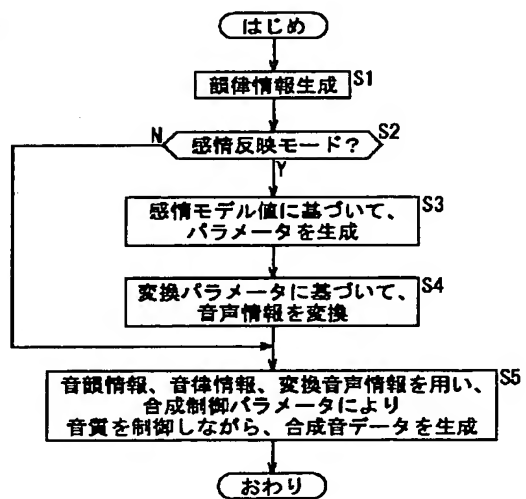 はじめ
韻律情報生成 S1
感情反映モード? S2
N
Y
感情モデル値に基づいて、 S3
パラメータを生成
変換パラメータに基づいて、 S4
音声情報を変換
音韻情報、音律情報、変換音声情報を用い、 S5
合成制御パラメータにより
音質を制御しながら、合成音データを生成
おわり